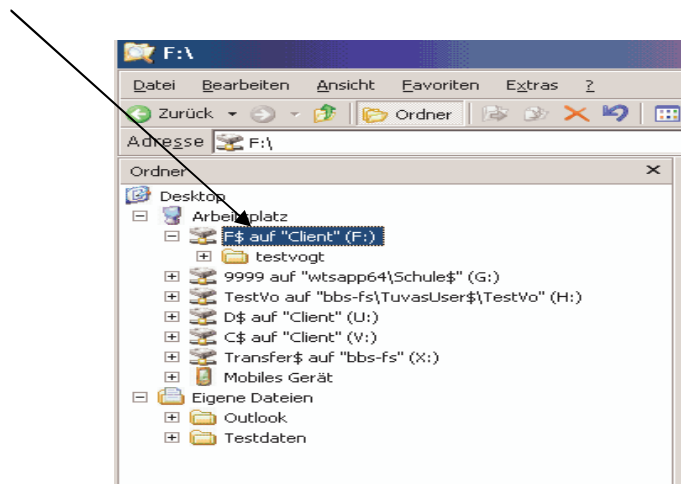 F:\
Datei Bearbeiten Ansicht Favoriten Extras ?
Zurück Ordner
Adresse F:\
Ordner
Desktop
Arbeitsplatz
F$ auf "Client" (F:)
testvogt
9999 auf "wtsapp64\Schule$" (G:)
TestVo auf "bbs-fs\TuvasUser$\TestVo" (H:)
D$ auf "Client" (U:)
C$ auf "Client" (V:)
Transfer$ auf "bbs-fs" (X:)
Mobiles Gerät
Eigene Dateien
Outlook
Testdaten